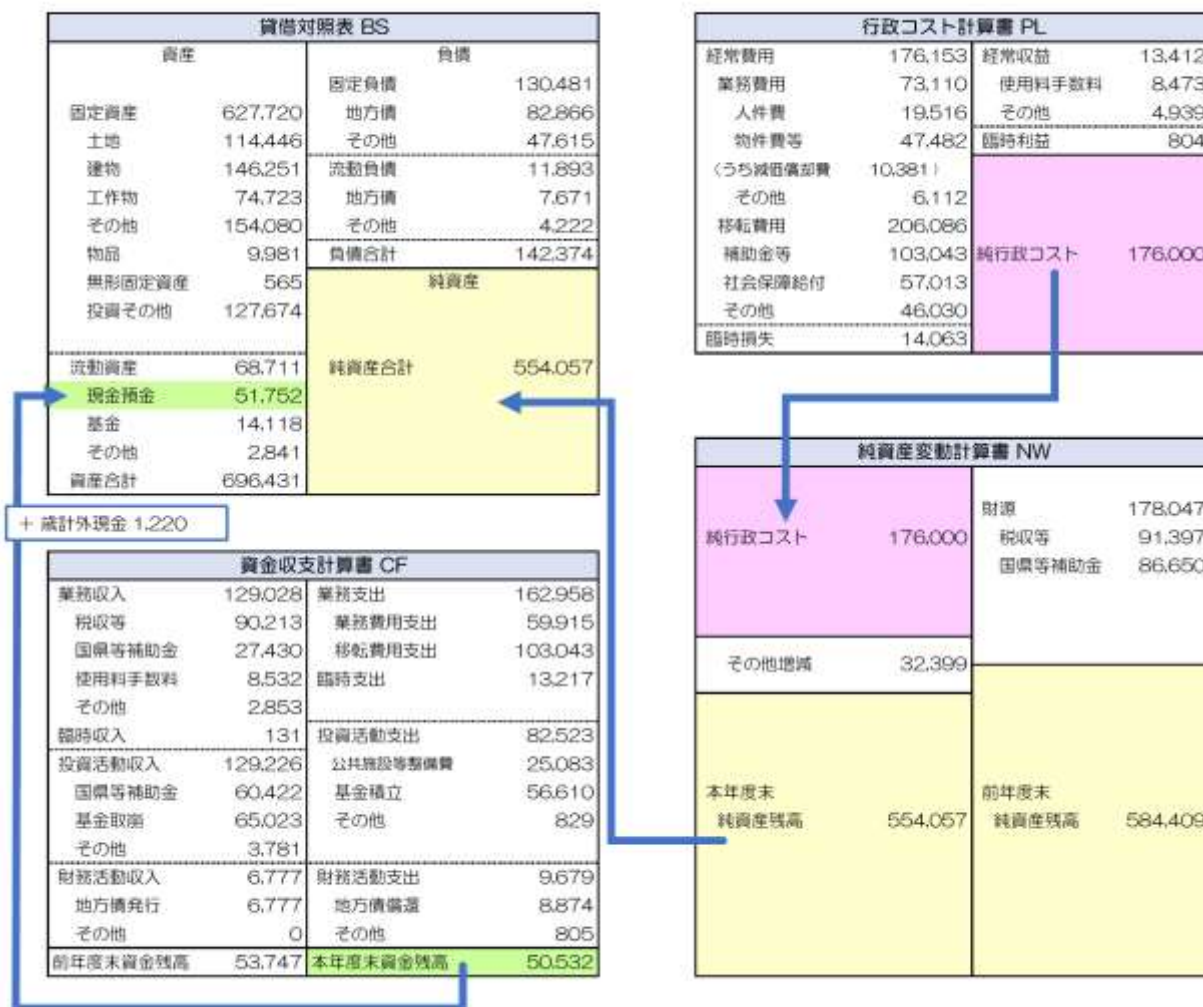 貸借対照表 BS
資産 負債
固定負債 130,481
固定資産 627,720 地方債 82,866
土地 114,446 その他 47,615
建物 146,251 流動負債 11,893
工作物 74,723 地方債 7,671
その他 154,080 その他 4,222
物品 9,981 負債合計 142,374
無形固定資産 565 純資産
投資その他 127,674
流動資産 68,711 純資産合計 554,057
現金預金 51,752
基金 14,118
その他 2,841
資産合計 696,431
+ 歳計外現金 1,220
資金収支計算書 CF
業務収入 129,028 業務支出 162,958
税収等 90,213 業務費用支出 59,915
国県等補助金 27,430 移転費用支出 103,043
使用料手数料 8,532 臨時支出 13,217
その他 2,853
臨時収入 131 投資活動支出 82,523
投資活動収入 129,226 公共施設等整備費 25,083
国県等補助金 60,422 基金積立 56,610
基金取崩 65,023 その他 829
その他 3,781
財務活動収入 6,777 財務活動支出 9,679
地方債発行 6,777 地方債償還 8,874
その他 0 その他 805
前年度末資金残高 53,747 本年度末資金残高 50,532
行政コスト計算書 PL
経常費用 176,153 経常収益 13,412
業務費用 73,110 使用料手数料 8,473
人件費 19,516 その他 4,939
物件費等 47,482 臨時利益 804
(うち減価償却費 10,381)
その他 6,112
移転費用 206,086
補助金等 103,043 純行政コスト 176,000
社会保障給付 57,013
その他 46,030
臨時損失 14,063
純資産変動計算書 NW
財源 178,047
純行政コスト 176,000 税収等 91,397
国県等補助金 86,650
その他増減 32,399
本年度末 前年度末
純資産残高 554,057 純資産残高 584,409